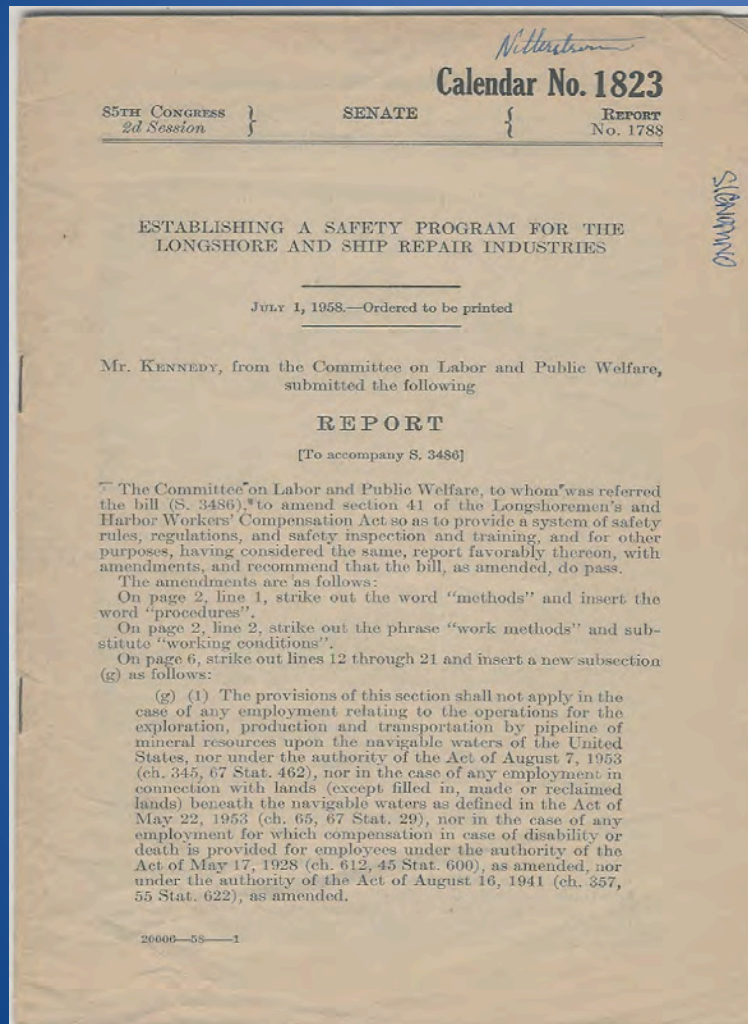 Calendar No. 1823
85TH CONGRESS
2d Session
SENATE
REPORT
No. 1788
ESTABLISHING A SAFETY PROGRAM FOR THE
LONGSHORE AND SHIP REPAIR INDUSTRIES
JULY 1, 1958.—Ordered to be printed
Mr. KENNEDY, from the Committee on Labor and Public Welfare,
submitted the following
REPORT
[To accompany S. 3486]
The Committee on Labor and Public Welfare, to whom was referred
the bill (S. 3486), to amend section 41 of the Longshoremen's and
Harbor Workers' Compensation Act so as to provide a system of safety
rules, regulations, and safety inspection and training, and for other
purposes, having considered the same, report favorably thereon, with
amendments, and recommend that the bill, as amended, do pass.
The amendments are as follows:
On page 2, line 1, strike out the word "methods" and insert the
word "procedures".
On page 2, line 2, strike out the phrase "work methods" and sub-
stitute "working conditions".
On page 6, strike out lines 12 through 21 and insert a new subsection
(g) as follows:
(g) (1) The provisions of this section shall not apply in the
case of any employment relating to the operations for the
exploration, production and transportation by pipeline of
mineral resources upon the navigable waters of the United
States, nor under the authority of the Act of August 7, 1953
(ch. 345, 67 Stat. 462), nor in the case of any employment in
connection with lands (except filled in, made or reclaimed
lands) beneath the navigable waters as defined in the Act of
May 22, 1953 (ch. 65, 67 Stat. 29), nor in the case of any
employment for which compensation in case of disability or
death is provided for employees under the authority of the
Act of May 17, 1928 (ch. 612, 45 Stat. 600), as amended, nor
under the authority of the Act of August 16, 1941 (ch. 357,
55 Stat. 622), as amended.
20006—58——1